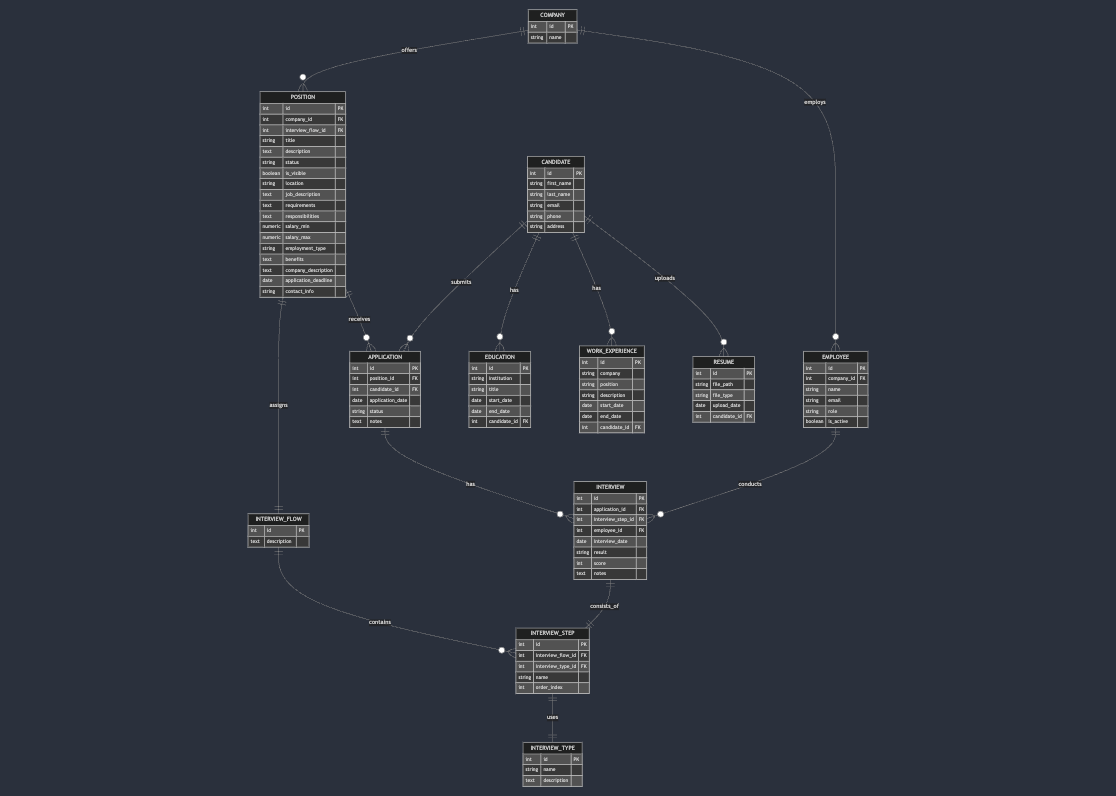 COMPANY
int id PK
string name
offers
employs
POSITION
int id PK
int company_id FK
int interview_flow_id FK
string title
text description
string status
boolean is_visible
string location
text job_description
text requirements
text responsibilities
numeric salary_min
numeric salary_max
string employment_type
text benefits
text company_description
date application_deadline
string contact_info
CANDIDATE
int id PK
string first_name
string last_name
string email
string phone
string address
submits
has
has
uploads
receives
APPLICATION
int id PK
int position_id FK
int candidate_id FK
date application_date
string status
text notes
EDUCATION
int id PK
string institution
string title
date start_date
date end_date
int candidate_id FK
WORK_EXPERIENCE
int id PK
string company
string position
string description
date start_date
date end_date
int candidate_id FK
RESUME
int id PK
string file_path
string file_type
date upload_date
int candidate_id FK
EMPLOYEE
int id PK
int company_id FK
string name
string email
string role
boolean is_active
assigns
has
conducts
INTERVIEW
int id PK
int application_id FK
int interview_step_id FK
int employee_id FK
date interview_date
string result
int score
text notes
INTERVIEW_FLOW
int id PK
text description
consists_of
contains
INTERVIEW_STEP
int id PK
int interview_flow_id FK
int interview_type_id FK
string name
int order_index
uses
INTERVIEW_TYPE
int id PK
string name
text description